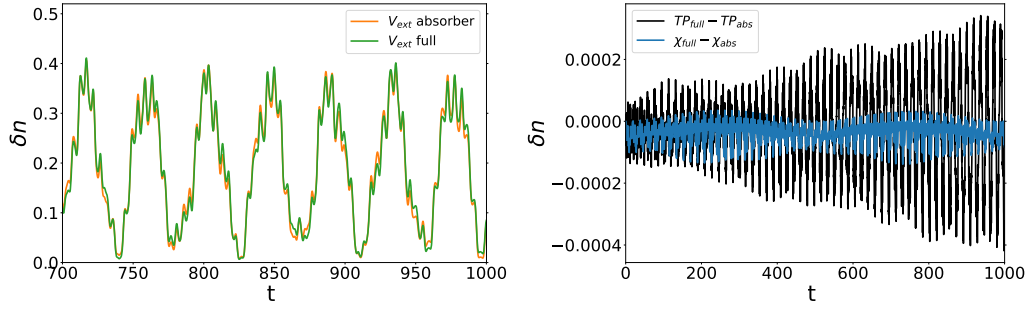 0.5
0.4
0.3
0.2
0.1
0.0
δn
V_ext absorber
V_ext full
700 750 800 850 900 950 1000
t
0.0002
0.0000
−0.0002
−0.0004
δn
TP_full − TP_abs
χ_full − χ_abs
0 200 400 600 800 1000
t